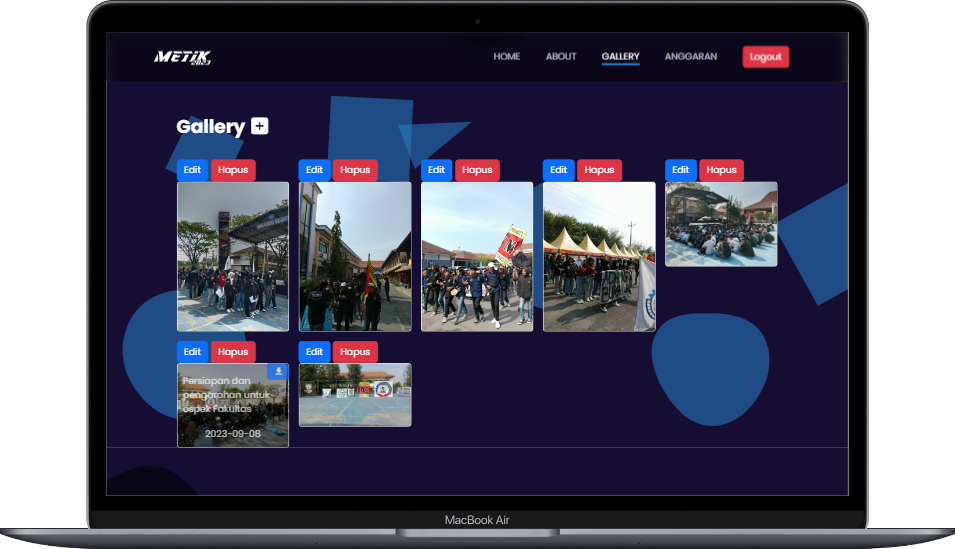 METIK
2023
HOME
ABOUT
GALLERY
ANGGARAN
Logout
Gallery +
Edit Hapus
Edit Hapus
Edit Hapus
Edit Hapus
Edit Hapus
Edit Hapus
Edit Hapus
Persiapan dan
pengarahan untuk
ospek Fakultas
2023-09-08
MacBook Air